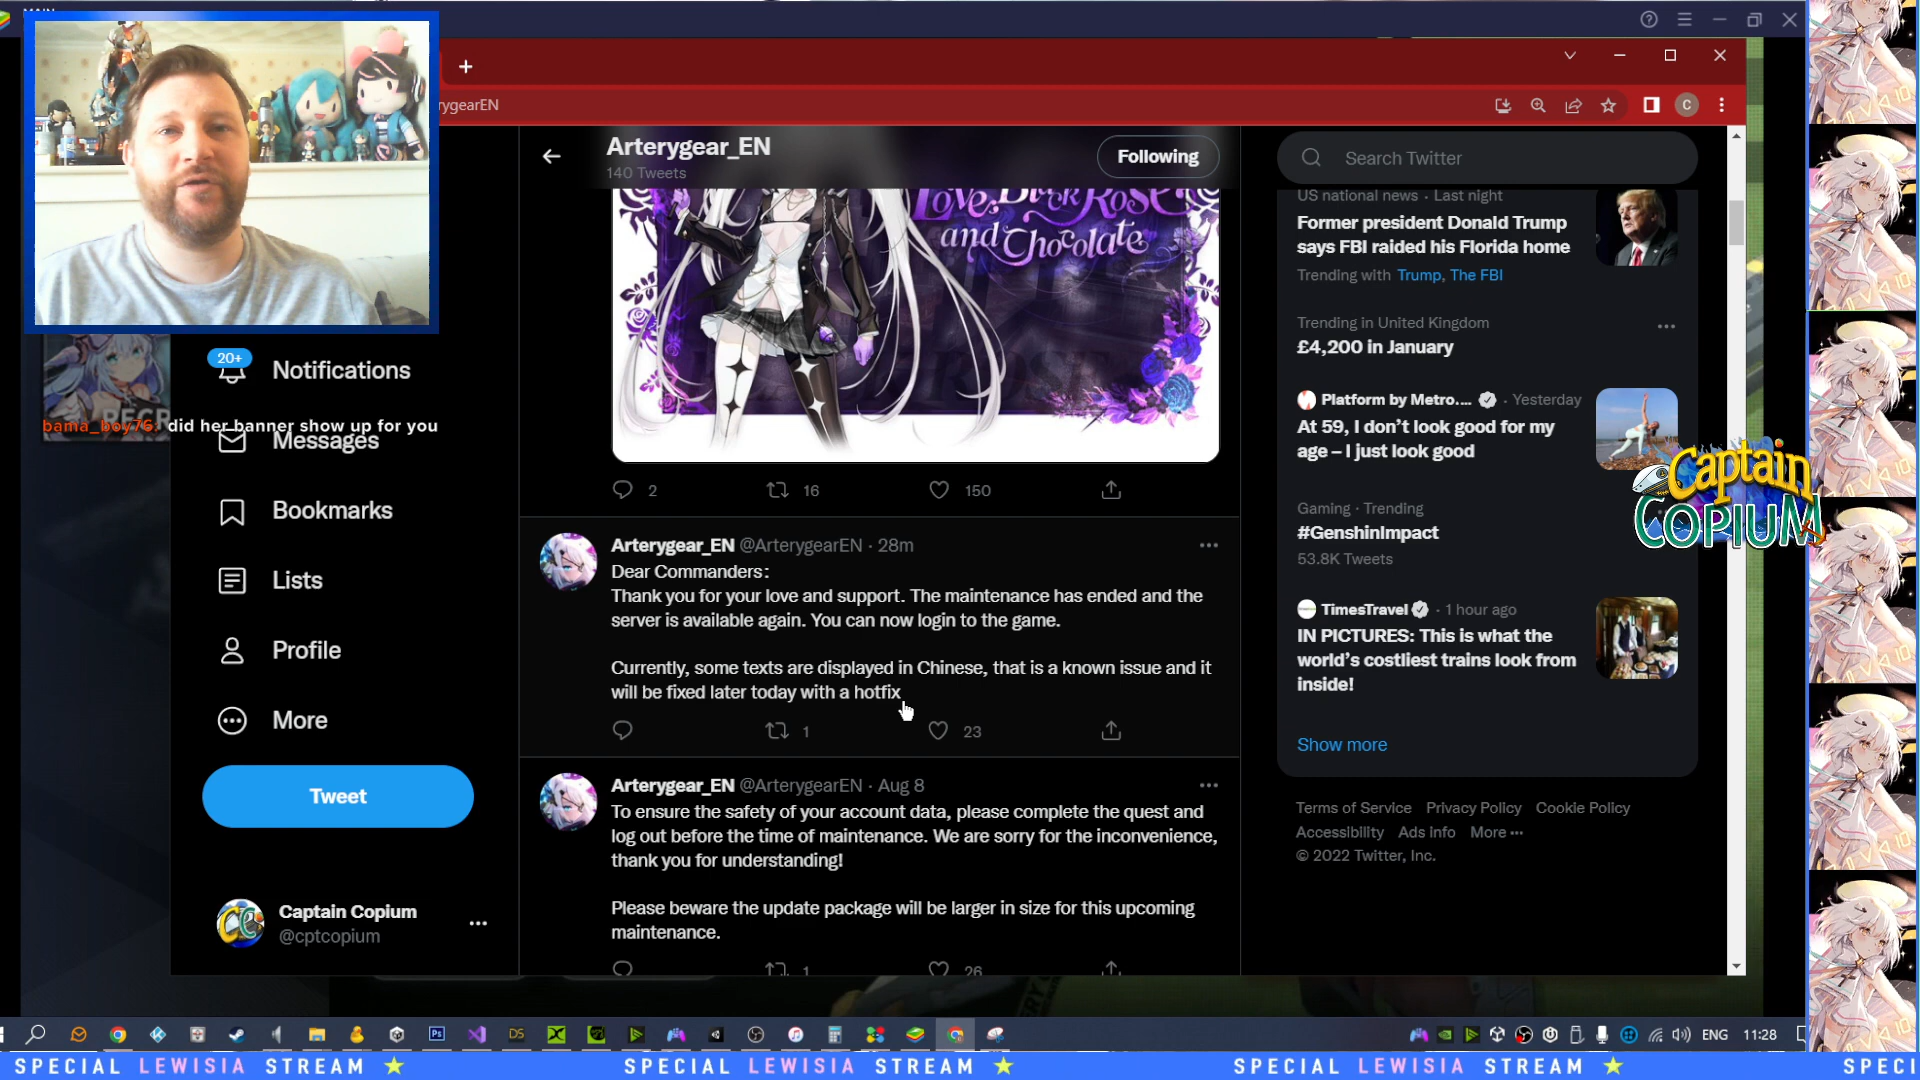 MAIN
rygearEN
Arterygear_EN
140 Tweets
Following
Search Twitter
Love, Black Rose
and Chocolate
2
16
150
Arterygear_EN @ArterygearEN · 28m
Dear Commanders:
Thank you for your love and support. The maintenance has ended and the
server is available again. You can now login to the game.
Currently, some texts are displayed in Chinese, that is a known issue and it
will be fixed later today with a hotfix
1
23
Arterygear_EN @ArterygearEN · Aug 8
To ensure the safety of your account data, please complete the quest and
log out before the time of maintenance. We are sorry for the inconvenience,
thank you for understanding!
Please beware the update package will be larger in size for this upcoming
maintenance.
1
26
20+
Notifications
bama_boy76: did her banner show up for you
Messages
Bookmarks
Lists
Profile
More
Tweet
Captain Copium
@cptcopium
US national news · Last night
Former president Donald Trump
says FBI raided his Florida home
Trending with Trump, The FBI
Trending in United Kingdom
£4,200 in January
Platform by Metro.... · Yesterday
At 59, I don't look good for my
age – I just look good
Gaming · Trending
#GenshinImpact
53.8K Tweets
TimesTravel · 1 hour ago
IN PICTURES: This is what the
world's costliest trains look from
inside!
Show more
Terms of Service Privacy Policy Cookie Policy
Accessibility Ads info More ···
© 2022 Twitter, Inc.
Captain
COPIUM
C
Ps
DS
ENG
11:28
SPECIAL LEWISIA STREAM ★ SPECIAL LEWISIA STREAM ★ SPECIAL LEWISIA STREAM ★ SPECI